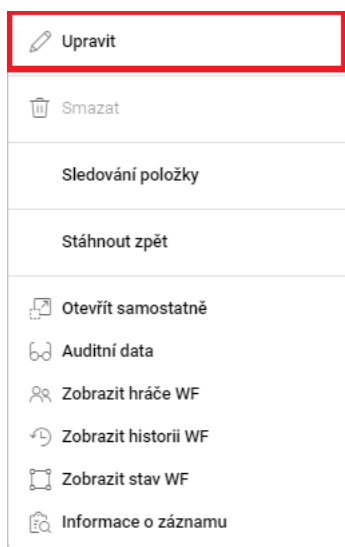 Upravit
Smazat
Sledování položky
Stáhnout zpět
Otevřít samostatně
Auditní data
Zobrazit hráče WF
Zobrazit historii WF
Zobrazit stav WF
Informace o záznamu